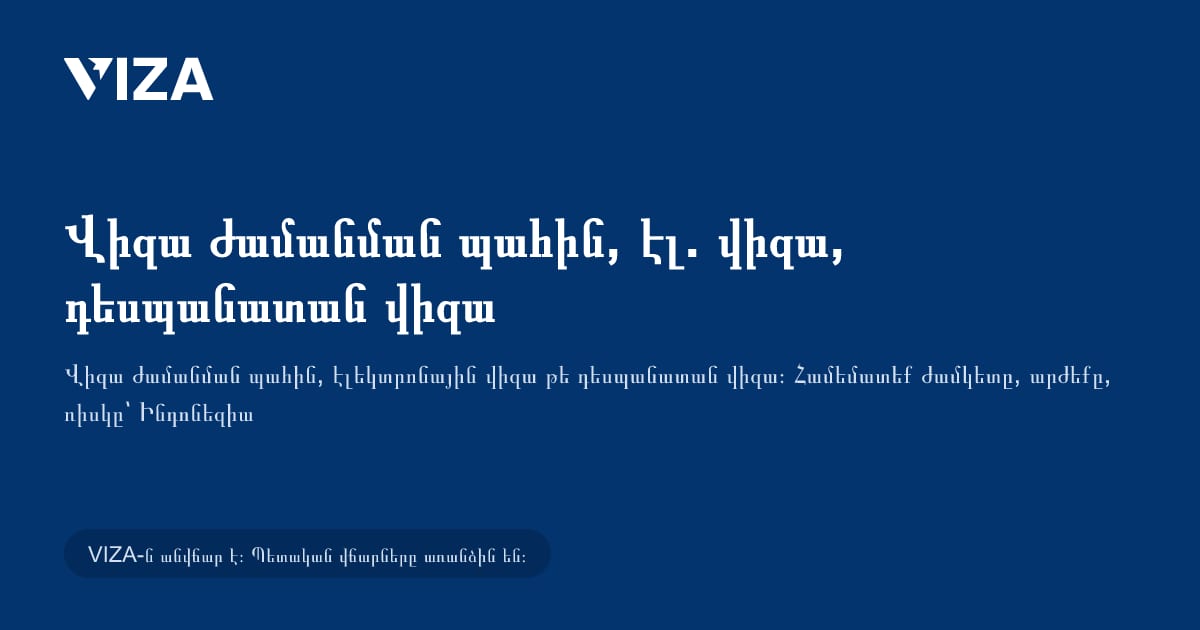 VIZA
Վիզա ժամանման պահին, էլ. վիզա,
դեսպանատան վիզա
Վիզա ժամանման պահին, էլեկտրոնային վիզա թե դեսպանատան վիզա։ Համեմատեք ժամկետը, արժեքը,
ռիսկը՝ Ինդոնեզիա
VIZA-ն անվճար է։ Պետական վճարները առանձին են։